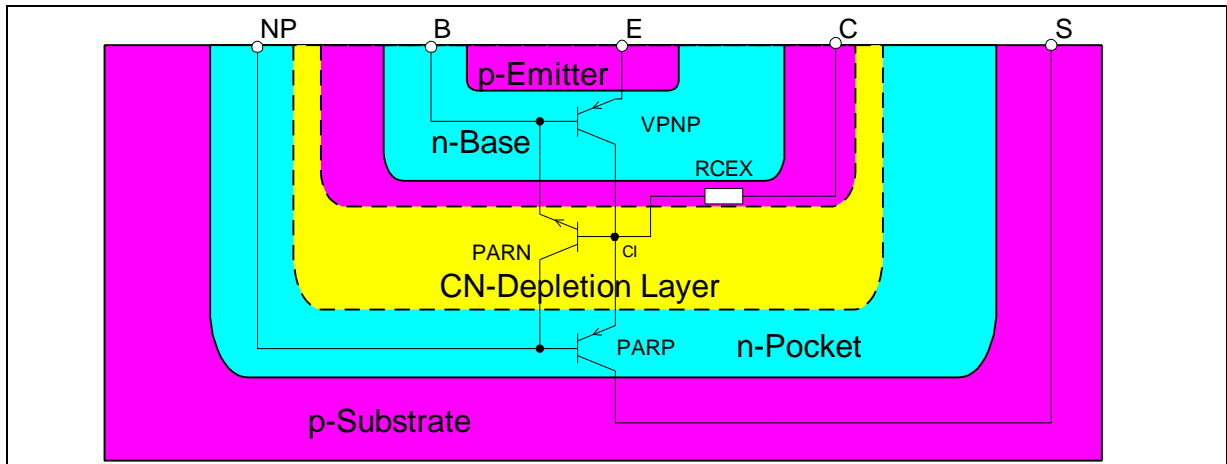 NP B E C S
p-Emitter
VPNP
n-Base
RCEX
PARN
CI
CN-Depletion Layer
PARP
n-Pocket
p-Substrate